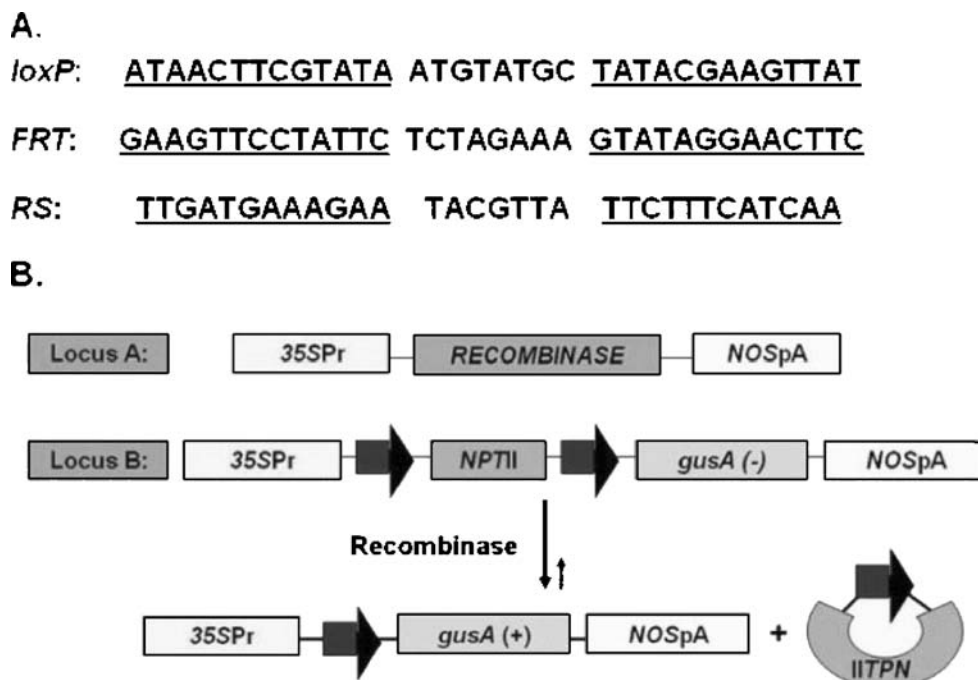 A.
loxP: ATAACTTCGTATA ATGTATGC TATACGAAGTTAT
FRT: GAAGTTCCTATTC TCTAGAAA GTATAGGAACTTC
RS: TTGATGAAAGAA TACGTTA TTCTTTCATCAA
B.
Locus A: 35SPr RECOMBINASE NOSpA
Locus B: 35SPr NPTII gusA (-) NOSpA
Recombinase
35SPr gusA (+) NOSpA + IITPN